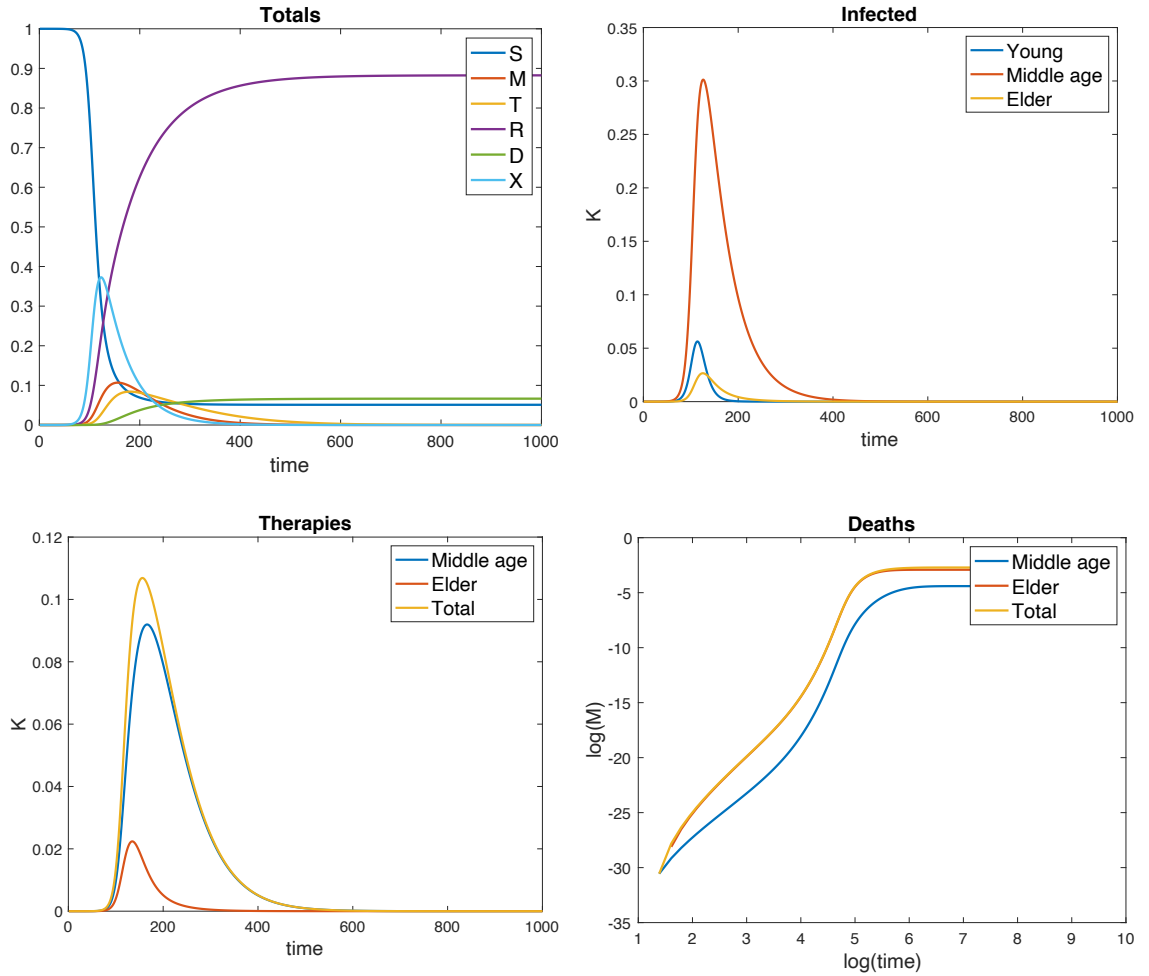 Totals
1
0.9
0.8
0.7
0.6
0.5
0.4
0.3
0.2
0.1
0
0 200 400 600 800 1000
time
S
M
T
R
D
X
Infected
0.35
0.3
0.25
0.2
0.15
0.1
0.05
0
K
0 200 400 600 800 1000
time
Young
Middle age
Elder
Therapies
0.12
0.1
0.08
0.06
0.04
0.02
0
K
0 200 400 600 800 1000
time
Middle age
Elder
Total
Deaths
0
-5
-10
-15
-20
-25
-30
-35
log(M)
1 2 3 4 5 6 7 8 9 10
log(time)
Middle age
Elder
Total